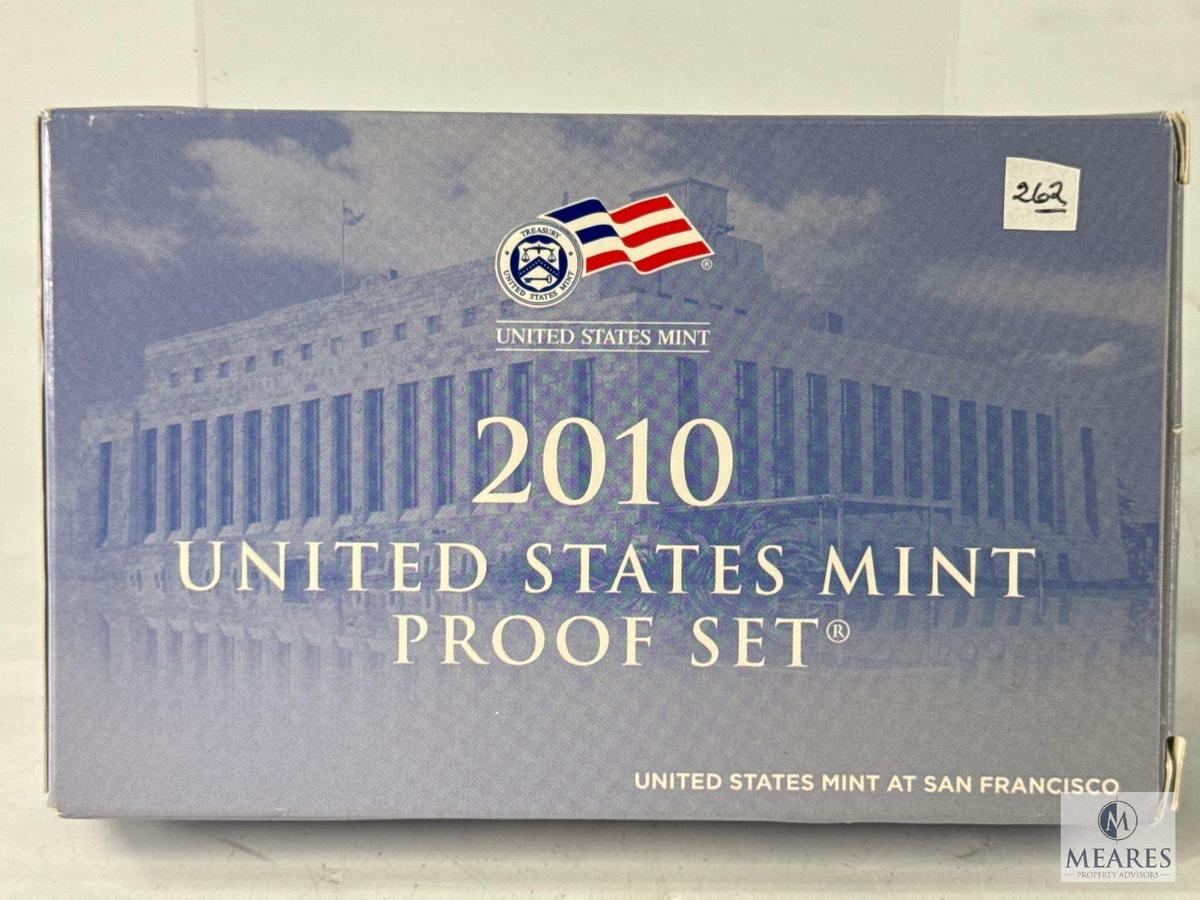 262
TREASURY
UNITED STATES MINT
®
UNITED STATES MINT
2010
UNITED STATES MINT
PROOF SET®
UNITED STATES MINT AT SAN FRANCISCO
M
MEARES
PROPERTY ADVISORS